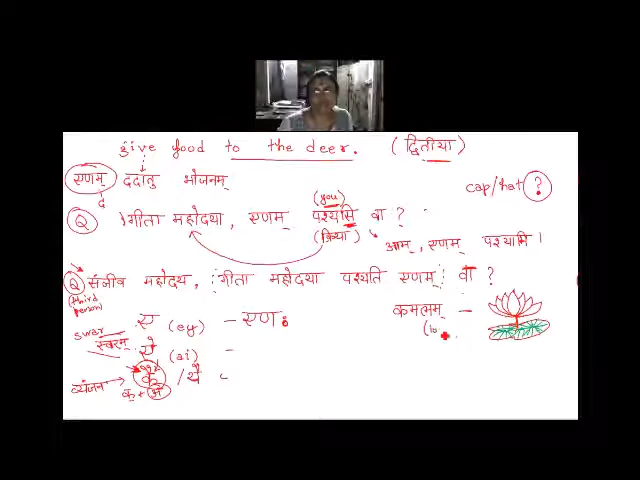 give food to the deer. (द्वितीया)
एणम् ददातु भोजनम्
cap/hat ?
(you)
Q गीता महोदया, एणम् पश्यसि वा ?
(क्रिया)
आम्, एणम् पश्यामि ।
Q संजीव महोदय, गीता महोदया पश्यति एणम् वा ?
(third person)
swar
स्वरम्
ए (ey) – एणः
कमलम् –
(lo
ऐ (ai) –
व्यंजन → क / ये
क् + अ